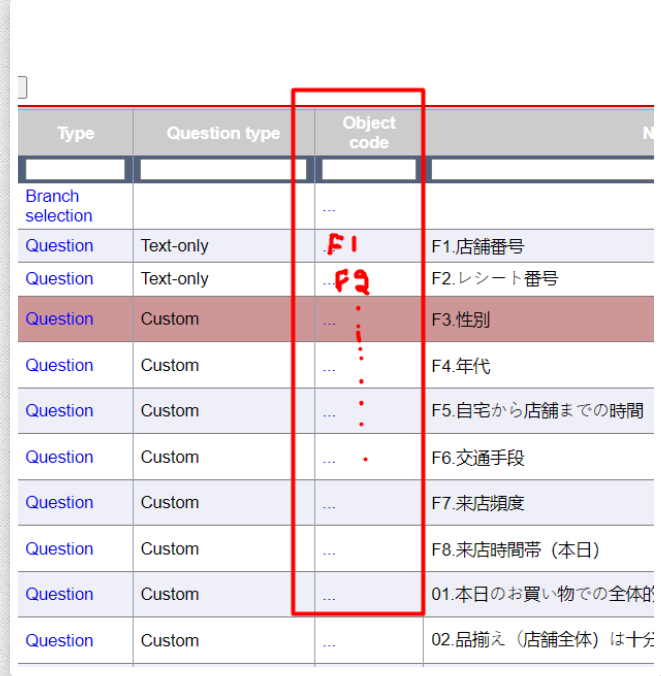 Type Question type Object code N
Branch selection ...
Question Text-only F1 F1.店舗番号
Question Text-only ... F2 F2.レシート番号
Question Custom ... F3.性別
Question Custom ... F4.年代
Question Custom ... F5.自宅から店舗までの時間
Question Custom ... F6.交通手段
Question Custom ... F7.来店頻度
Question Custom ... F8.来店時間帯（本日）
Question Custom ... 01.本日のお買い物での全体的
Question Custom ... 02.品揃え（店舗全体）は十分